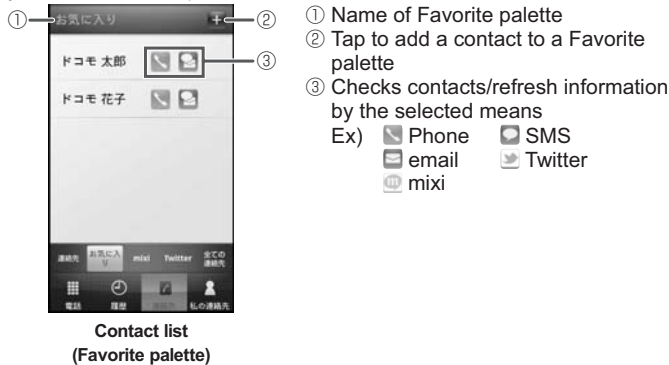 ① お気に入り ②
ドコモ 太郎 ③
ドコモ 花子
連絡先 お気に入り mixi Twitter 全ての連絡先
電話 履歴 連絡先 私の連絡先
Contact list
(Favorite palette)
① Name of Favorite palette
② Tap to add a contact to a Favorite
palette
③ Checks contacts/refresh information
by the selected means
Ex) Phone SMS
email Twitter
mixi